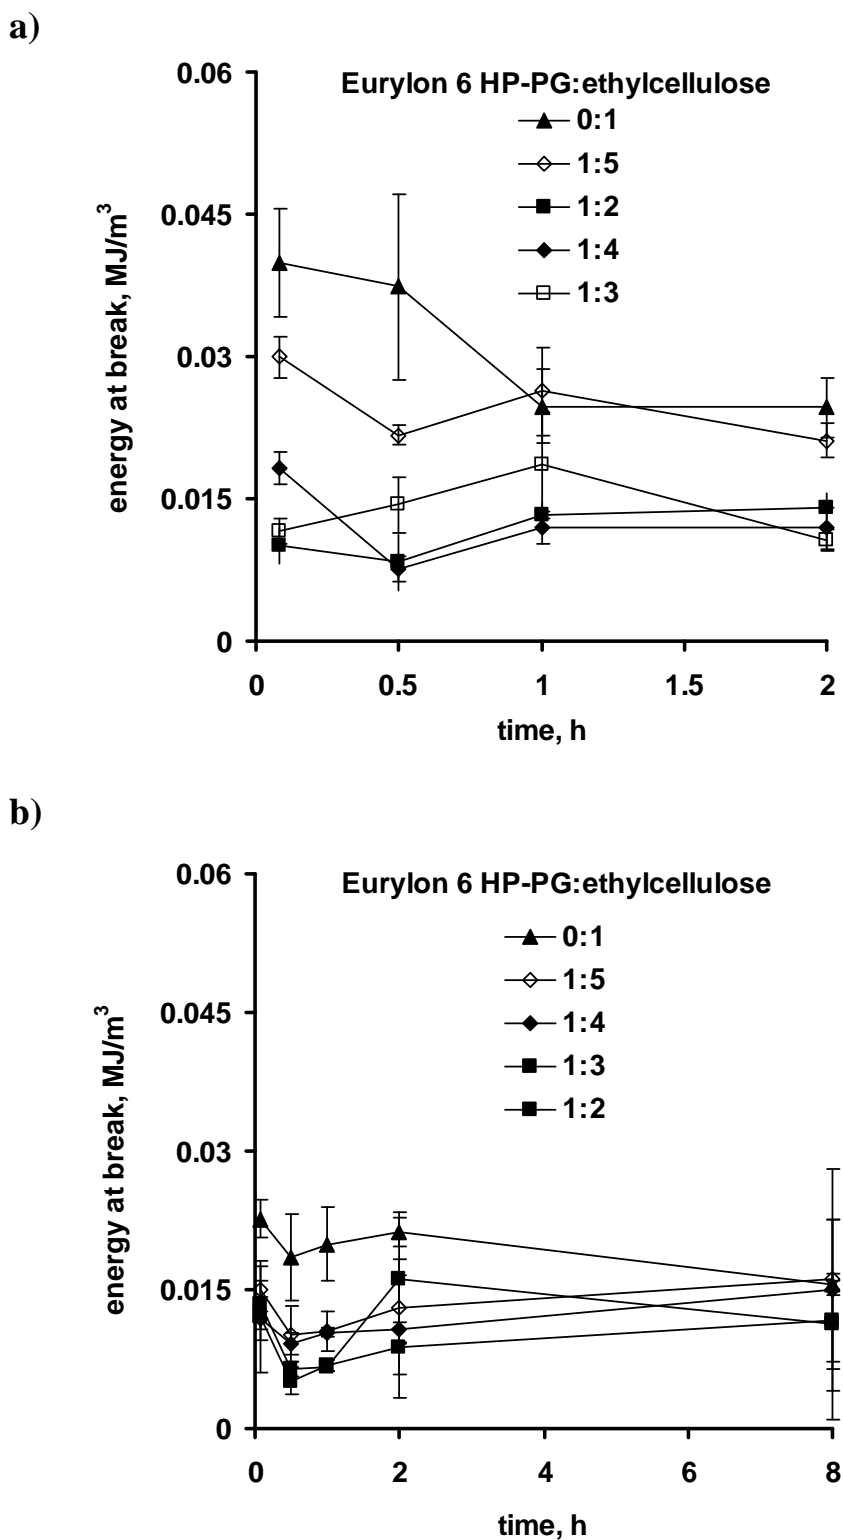 a)
Eurylon 6 HP-PG:ethylcellulose
0:1
1:5
1:2
1:4
1:3
energy at break, MJ/m³
0.06
0.045
0.03
0.015
0
0 0.5 1 1.5 2
time, h
b)
Eurylon 6 HP-PG:ethylcellulose
0:1
1:5
1:4
1:3
1:2
energy at break, MJ/m³
0.06
0.045
0.03
0.015
0
0 2 4 6 8
time, h